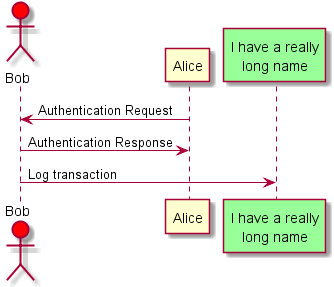 Bob
Alice
I have a really
long name
Authentication Request
Authentication Response
Log transaction
Bob
Alice
I have a really
long name